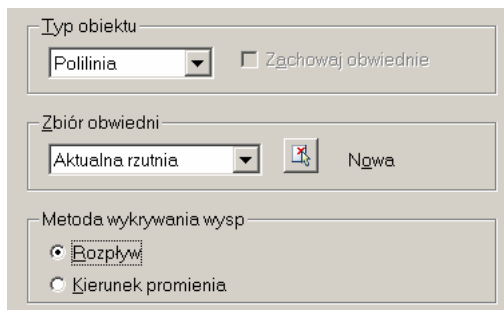 Typ obiektu
Polilinia Zachowaj obwiednie
Zbiór obwiedni
Aktualna rzutnia Nowa
Metoda wykrywania wysp
Rozpływ
Kierunek promienia